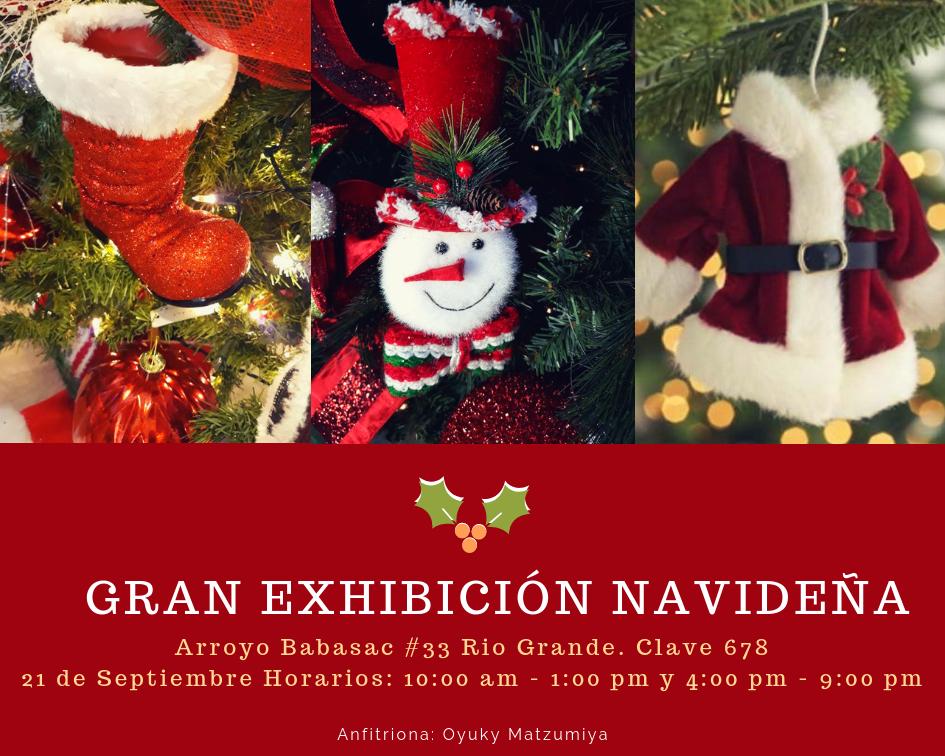 GRAN EXHIBICIÓN NAVIDEÑA
Arroyo Babasac #33 Rio Grande. Clave 678
21 de Septiembre Horarios: 10:00 am - 1:00 pm y 4:00 pm - 9:00 pm
Anfitriona: Oyuky Matzumiya